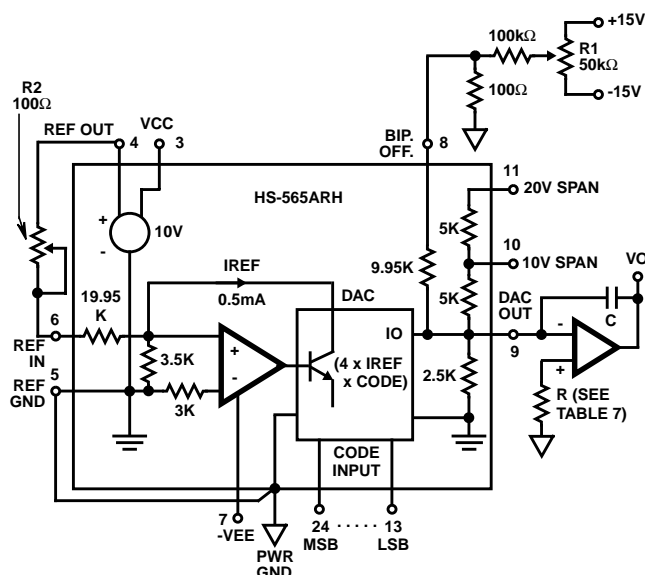 +15V
100kΩ
R1
50kΩ
R2
100Ω
100Ω
-15V
REF OUT
VCC
4
3
BIP.
OFF.
8
11
HS-565ARH
20V SPAN
+
10V
-
5K
10
10V SPAN
9.95K
IREF
0.5mA
5K
VO
19.95
K
DAC
DAC
OUT
C
6
REF
IN
IO
9
-
+
3.5K
+
-
(4 x IREF
x CODE)
2.5K
5
REF
GND
3K
R (SEE
TABLE 7)
CODE
INPUT
7
-VEE
PWR
GND
24 . . . . . 13
MSB
LSB